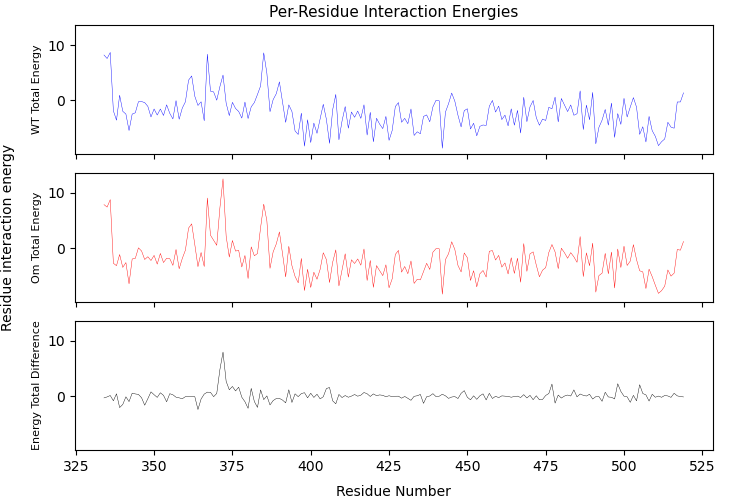 Per-Residue Interaction Energies
Residue interaction energy
WT Total Energy
10
0
Om Total Energy
10
0
Energy Total Difference
10
0
325 350 375 400 425 450 475 500 525
Residue Number